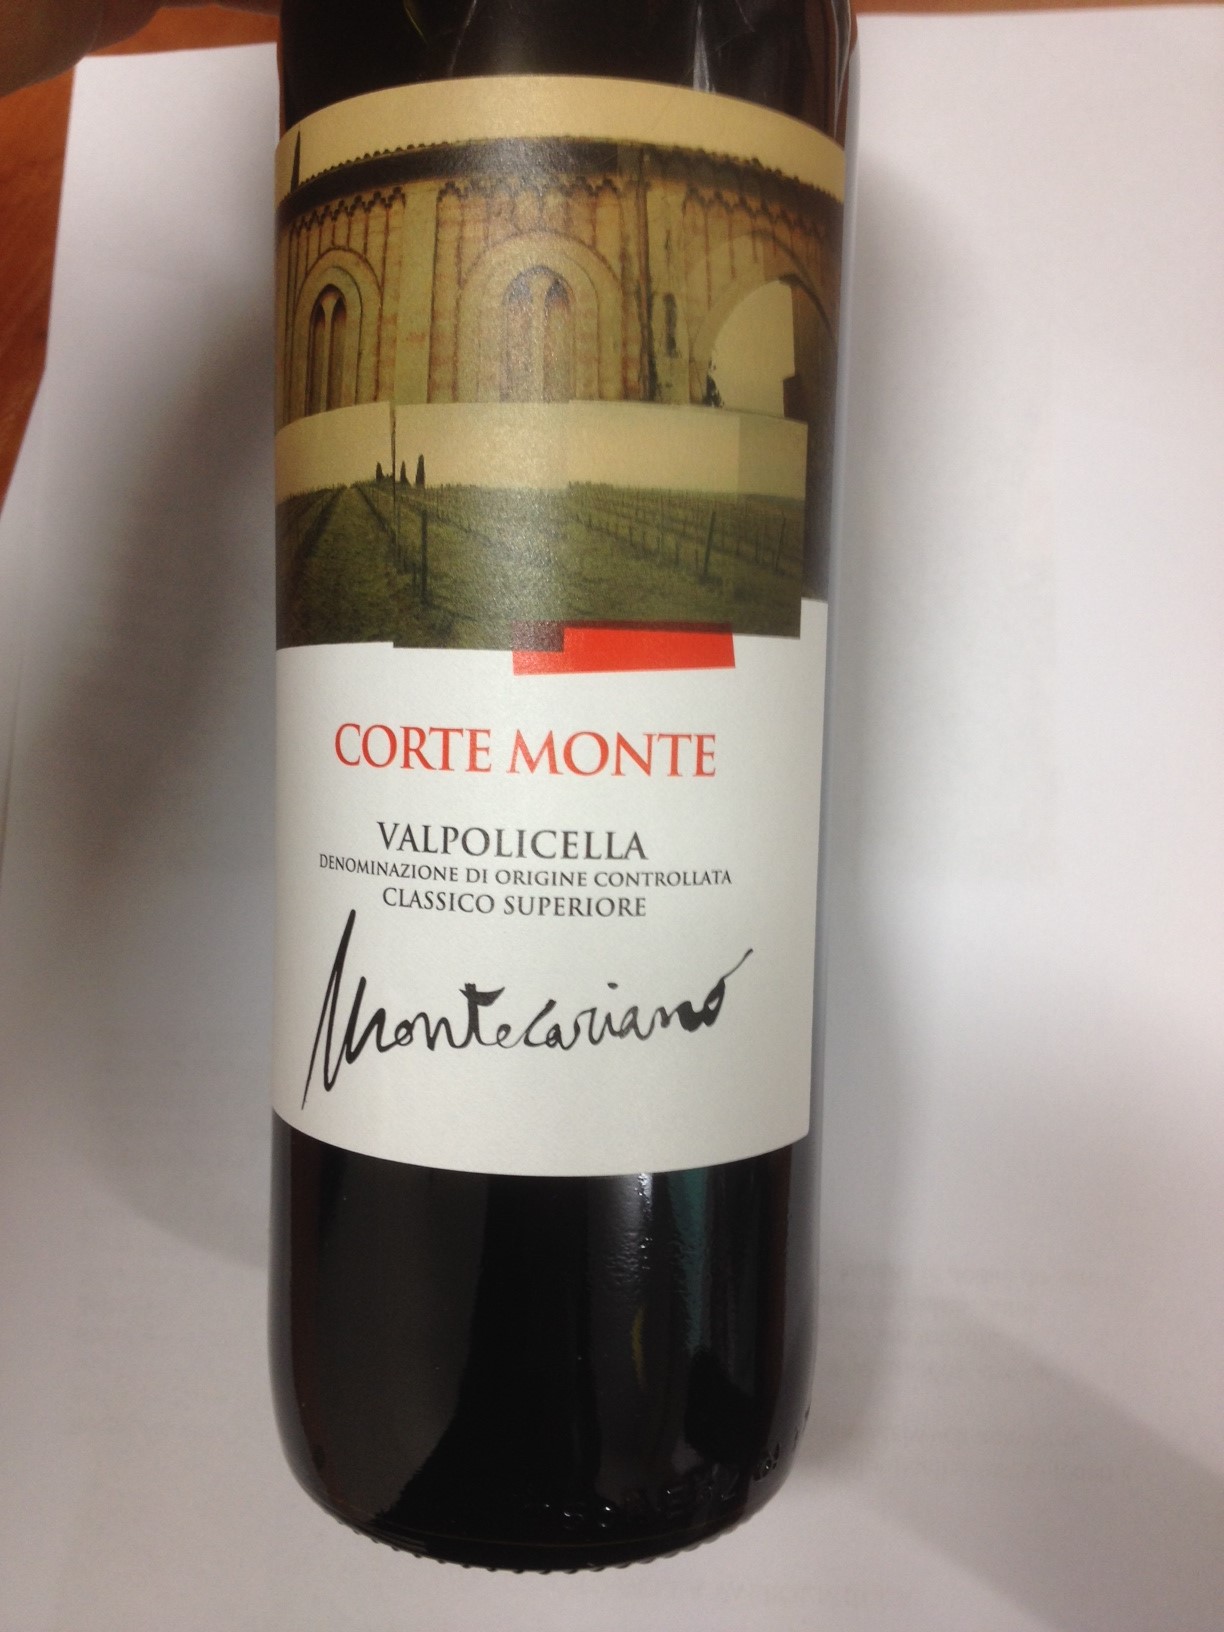 CORTE MONTE
VALPOLICELLA
DENOMINAZIONE DI ORIGINE CONTROLLATA
CLASSICO SUPERIORE
Montecariano